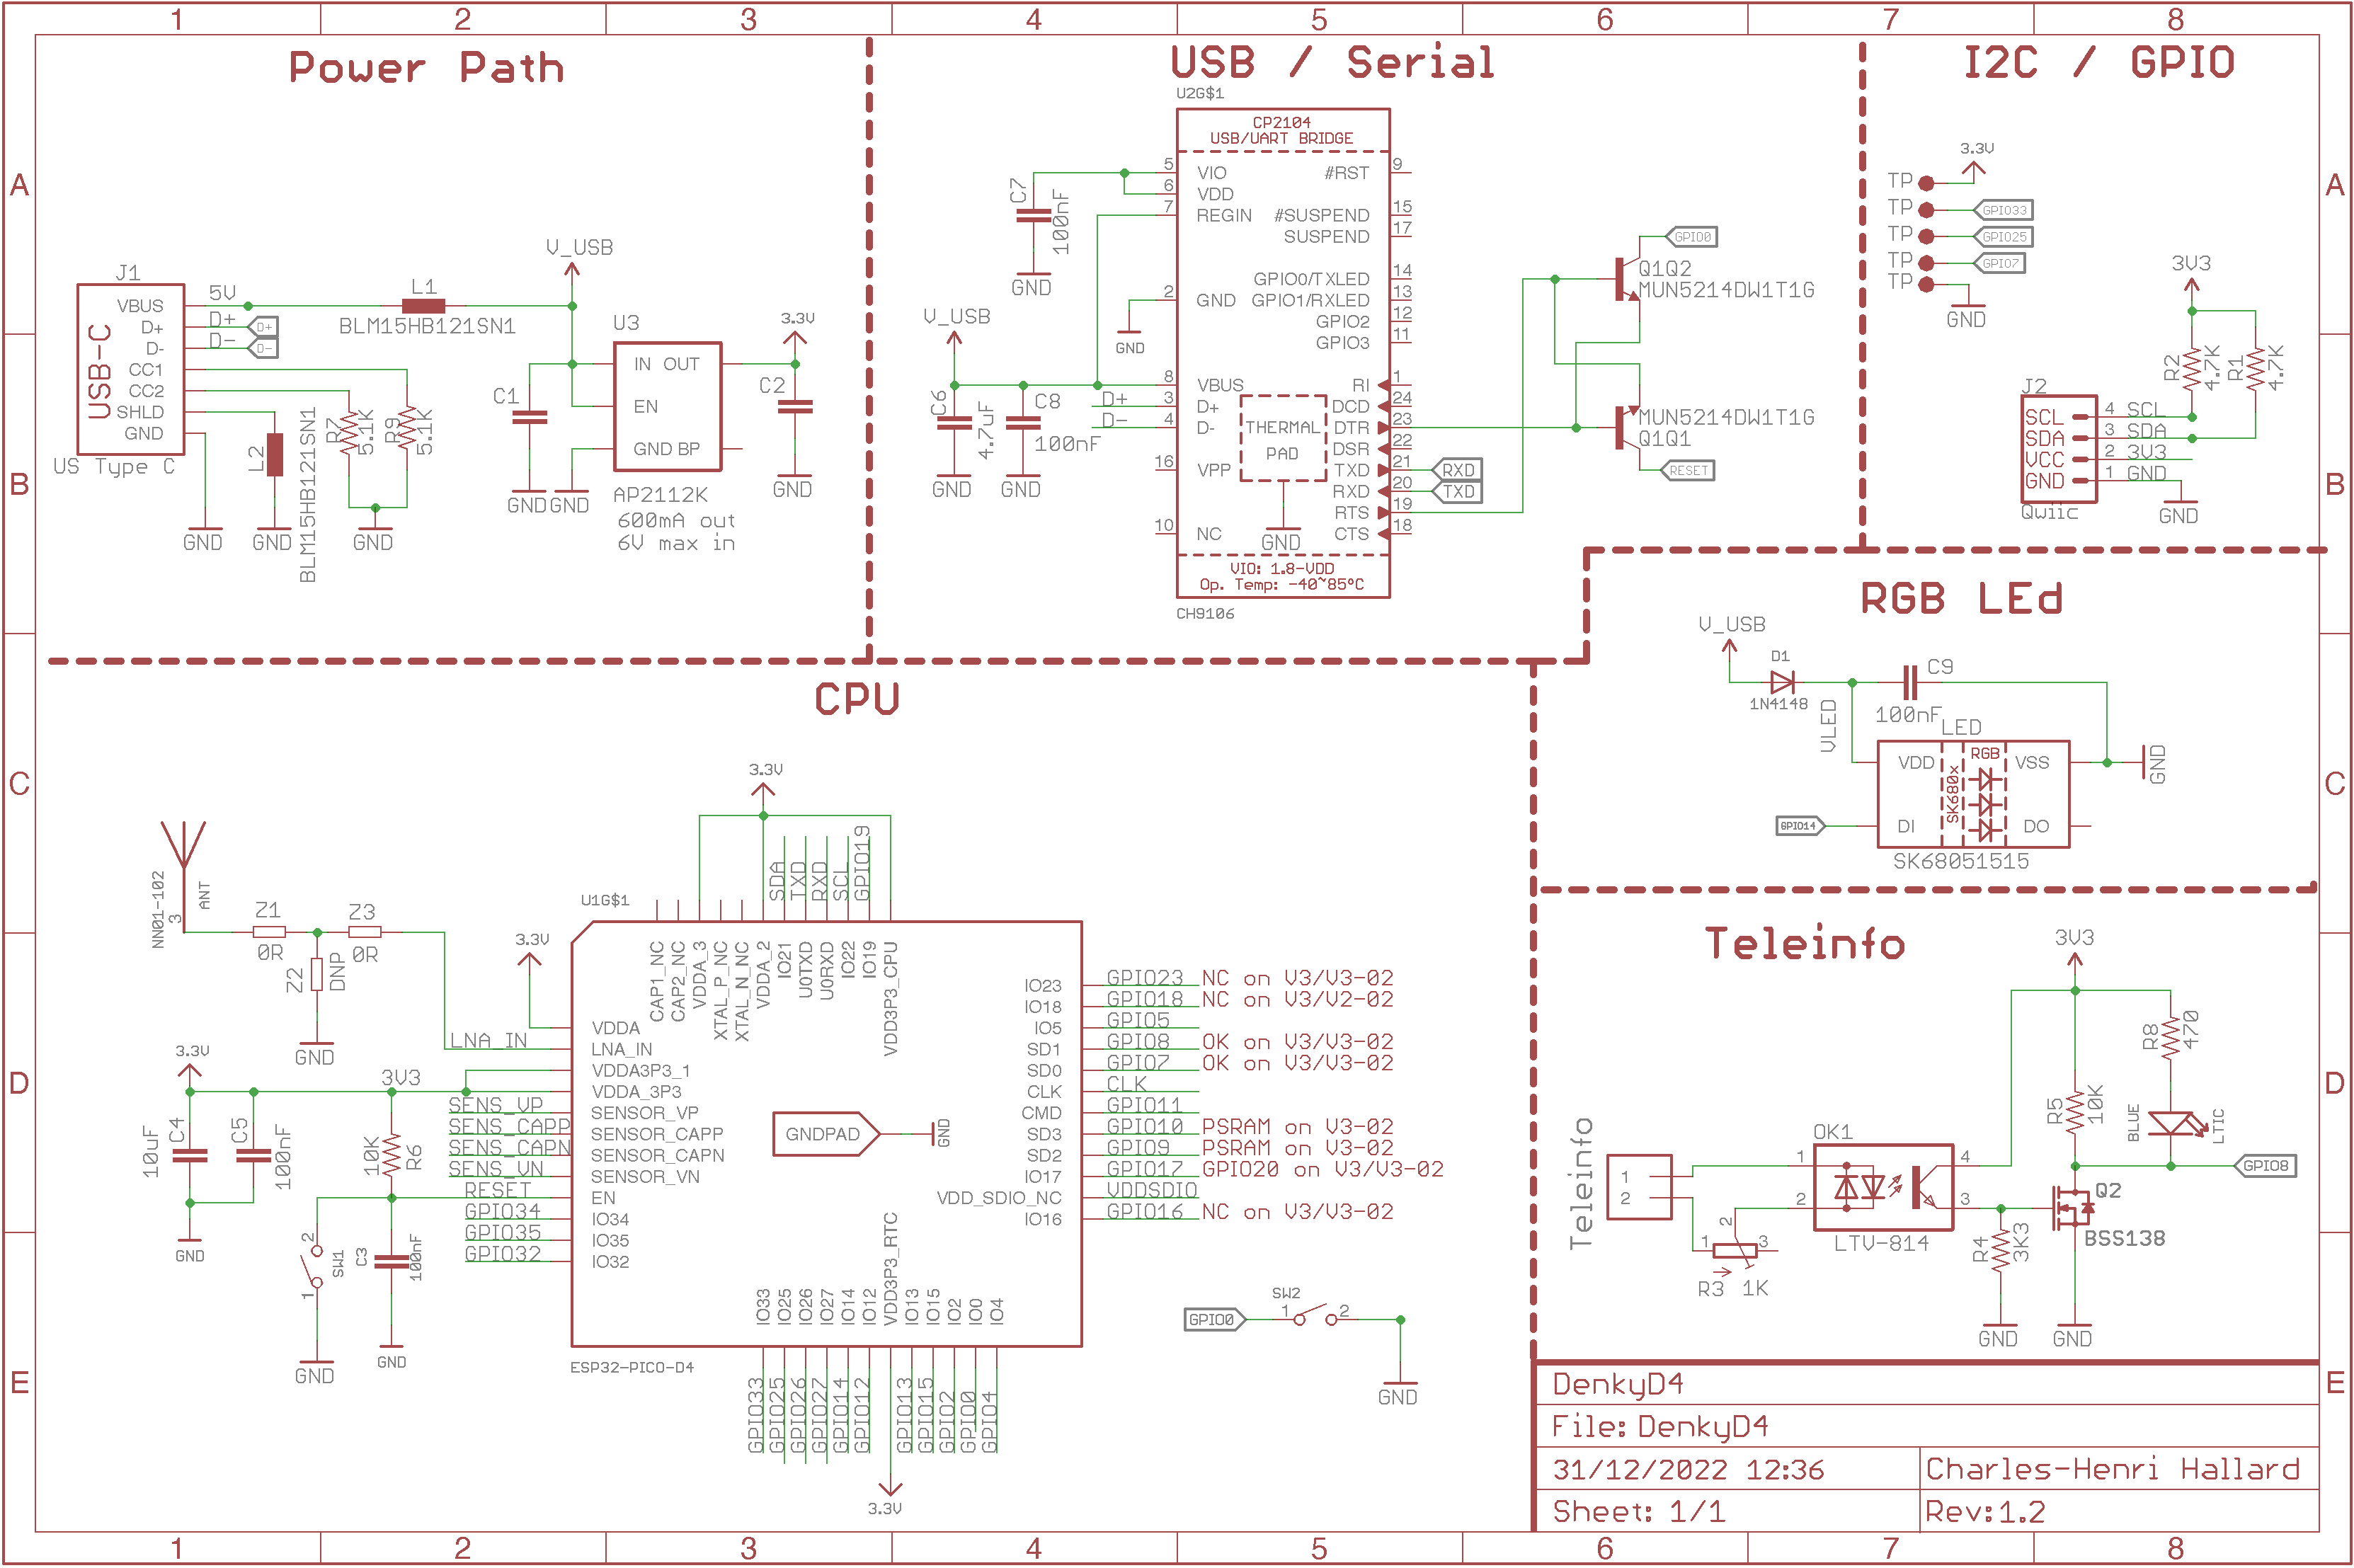 1 2 3 4 5 6 7 8
A
B
C
D
E
Power Path
J1
USB-C
VBUS
D+
D-
CC1
CC2
SHLD
GND
US Type C
5V
D+
D-
D+
D-
L1
BLM15HB121SN1
L2
BLM15HB121SN1
R7
5.1K
R9
5.1K
GND
GND
GND
V_USB
C1
GND
GND
U3
IN OUT
EN
GND BP
AP2112K
600mA out
6V max in
3.3V
C2
GND
USB / Serial
U2G$1
CP2104
USB/UART BRIDGE
5 VIO
6 VDD
7 REGIN
2 GND
8 VBUS
3 D+
4 D-
16 VPP
10 NC
#RST 9
#SUSPEND 15
SUSPEND 17
GPIO0/TXLED 14
GPIO1/RXLED 13
GPIO2 12
GPIO3 11
RI 1
DCD 24
DTR 23
DSR 22
TXD 21
RXD 20
RTS 19
CTS 18
THERMAL
PAD
GND
VIO: 1.8-VDD
Op. Temp: -40~85°C
CH9106
C7
100nF
GND
GND
V_USB
C6
4.7uF
C8
100nF
GND
GND
D+
D-
RXD
TXD
GPIO0
Q1Q2
MUN5214DW1T1G
MUN5214DW1T1G
Q1Q1
RESET
I2C / GPIO
3.3V
TP
TP GPIO33
TP GPIO25
TP GPIO7
TP
GND
3V3
R2
4.7K
R1
4.7K
J2
SCL 4 SCL
SDA 3 SDA
VCC 2 3V3
GND 1 GND
Qwiic
GND
RGB LEd
V_USB
D1
1N4148
VLED
C9
100nF
LED
VDD
SK680x
RGB
VSS
DI
DO
GND
GPIO14
SK68051515
CPU
NN01-102
3
ANT
Z1
0R
Z3
0R
Z2
DNP
GND
LNA_IN
3.3V
3.3V
3V3
C4
10uF
C5
100nF
GND
R6
10K
SW1
2
1
GND
C3
100nF
GND
SENS_VP
SENS_CAPP
SENS_CAPN
SENS_VN
RESET
GPIO34
GPIO35
GPIO32
U1G$1
3.3V
SDA
TXD
RXD
SCL
GPIO19
CAP1_NC
CAP2_NC
VDDA_3
XTAL_P_NC
XTAL_N_NC
VDDA_2
IO21
U0TXD
U0RXD
IO22
IO19
VDD3P3_CPU
VDDA
LNA_IN
VDDA3P3_1
VDDA_3P3
SENSOR_VP
SENSOR_CAPP
SENSOR_CAPN
SENSOR_VN
EN
IO34
IO35
IO32
GNDPAD
GND
IO23 GPIO23 NC on V3/V3-02
IO18 GPIO18 NC on V3/V2-02
IO5 GPIO5
SD1 GPIO8 OK on V3/V3-02
SD0 GPIO7 OK on V3/V3-02
CLK CLK
CMD GPIO11
SD3 GPIO10 PSRAM on V3-02
SD2 GPIO9 PSRAM on V3-02
IO17 GPIO17 GPIO20 on V3/V3-02
VDD_SDIO_NC VDDSDIO
IO16 GPIO16 NC on V3/V3-02
IO33
IO25
IO26
IO27
IO14
IO12
VDD3P3_RTC
IO13
IO15
IO2
IO0
IO4
ESP32-PICO-D4
GPIO33
GPIO25
GPIO26
GPIO27
GPIO14
GPIO12
GPIO13
GPIO15
GPIO2
GPIO0
GPIO4
3.3V
SW2
GPIO0
1
2
GND
Teleinfo
Teleinfo
1
2
R3 1K
1
2
3
OK1
1
2
4
3
LTV-814
3V3
R8
470
R5
10K
BLUE
LTIC
GPIO8
Q2
BSS138
R4
3K3
GND
GND
DenkyD4
File: DenkyD4
31/12/2022 12:36
Charles-Henri Hallard
Sheet: 1/1
Rev:1.2
A
B
C
D
E
1 2 3 4 5 6 7 8